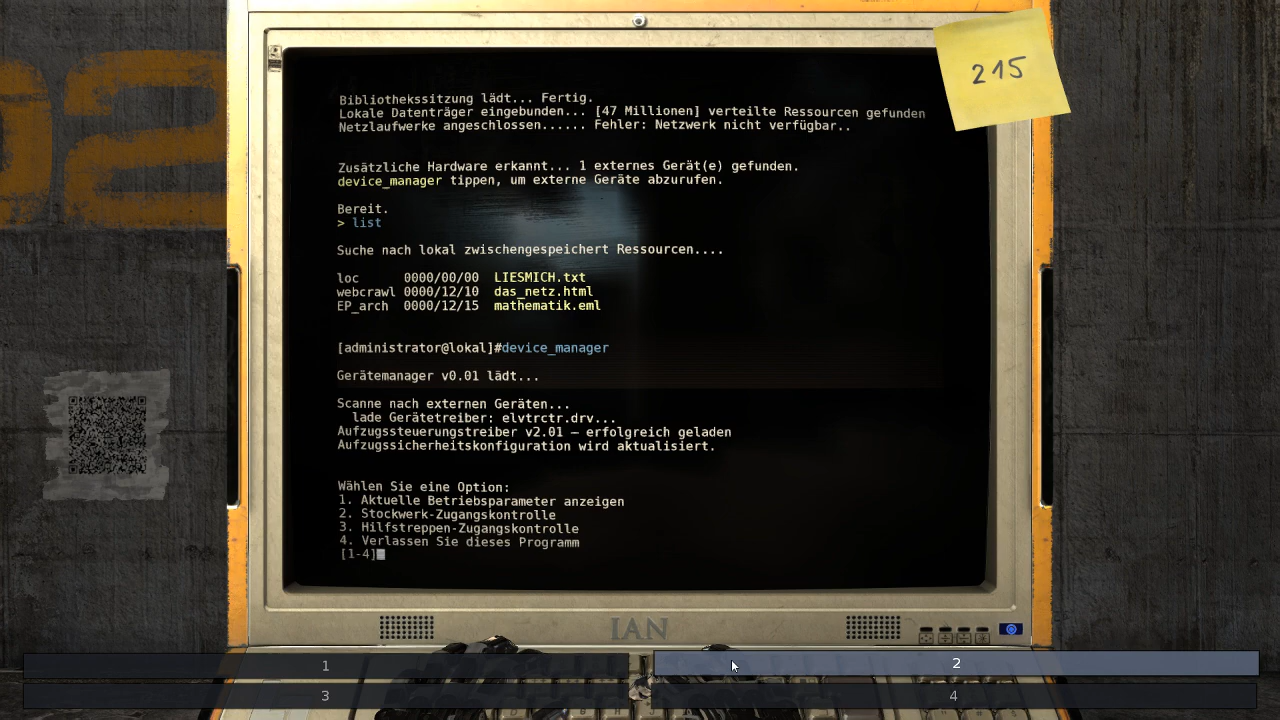 02
215
Bibliothekssitzung lädt... Fertig.
Lokale Datenträger eingebunden... [47 Millionen] verteilte Ressourcen gefunden
Netzlaufwerke angeschlossen...... Fehler: Netzwerk nicht verfügbar..
Zusätzliche Hardware erkannt... 1 externes Gerät(e) gefunden.
device_manager tippen, um externe Geräte abzurufen.
Bereit.
> list
Suche nach lokal zwischengespeichert Ressourcen....
loc 0000/00/00 LIESMICH.txt
webcrawl 0000/12/10 das_netz.html
EP_arch 0000/12/15 mathematik.eml
[administrator@lokal]#device_manager
Gerätemanager v0.01 lädt...
Scanne nach externen Geräten...
lade Gerätetreiber: elvtrctr.drv...
Aufzugssteuerungstreiber v2.01 – erfolgreich geladen
Aufzugssicherheitskonfiguration wird aktualisiert.
Wählen Sie eine Option:
1. Aktuelle Betriebsparameter anzeigen
2. Stockwerk-Zugangskontrolle
3. Hilfstreppen-Zugangskontrolle
4. Verlassen Sie dieses Programm
[1-4]
IAN
1 2
3 4